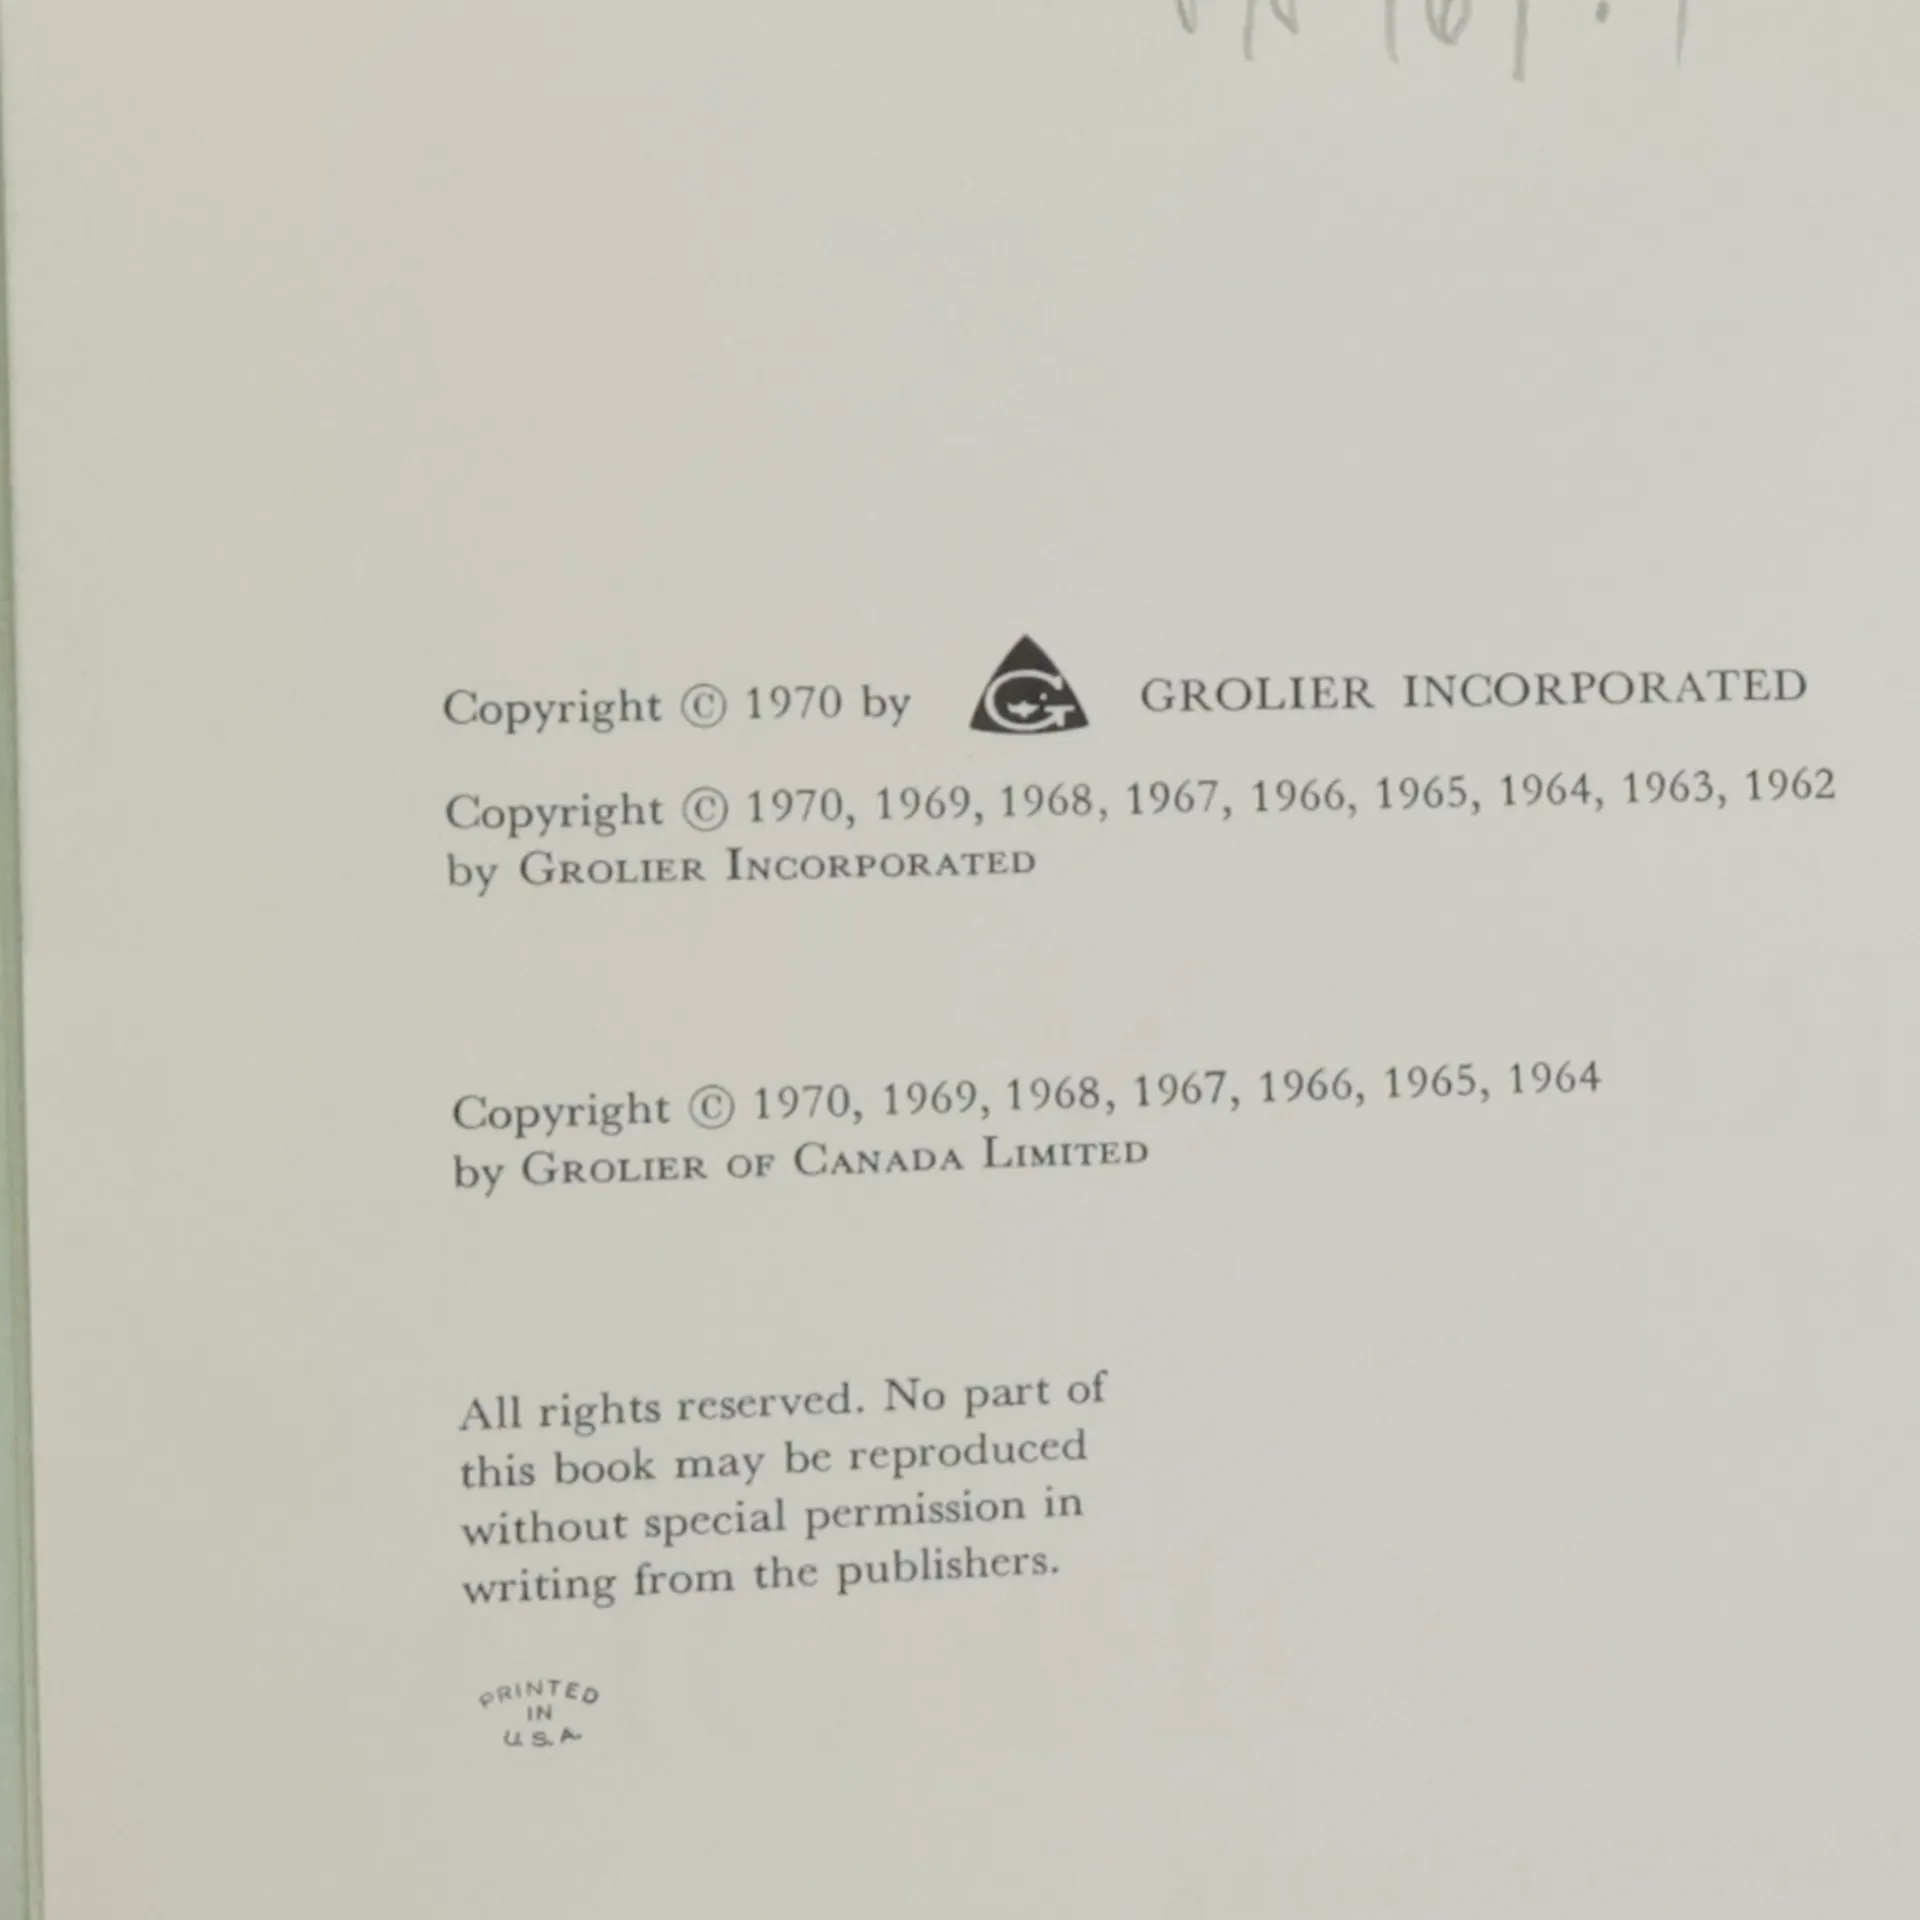 Copyright © 1970 by GROLIER INCORPORATED
Copyright © 1970, 1969, 1968, 1967, 1966, 1965, 1964, 1963, 1962
by GROLIER INCORPORATED
Copyright © 1970, 1969, 1968, 1967, 1966, 1965, 1964
by GROLIER OF CANADA LIMITED
All rights reserved. No part of
this book may be reproduced
without special permission in
writing from the publishers.
PRINTED
IN
U.S.A